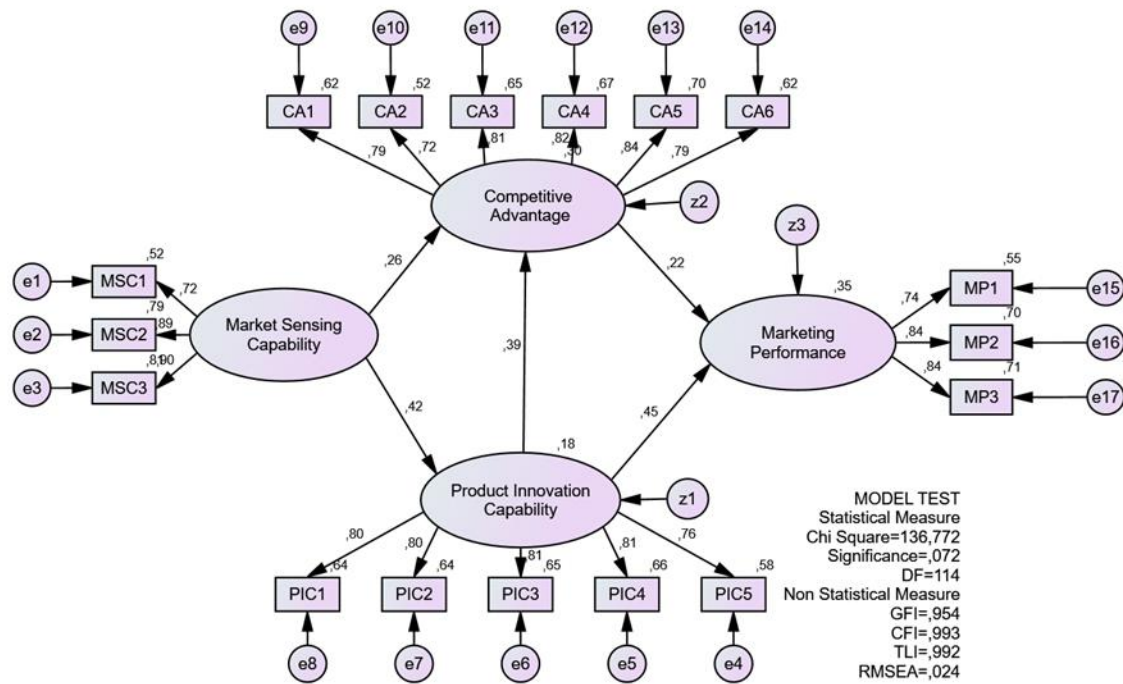 e9 e10 e11 e12 e13 e14
,62 ,52 ,65 ,67 ,70 ,62
CA1 CA2 CA3 CA4 CA5 CA6
,79 ,72 ,81 ,82 ,30 ,84 ,79
Competitive
Advantage
z2
z3
,26
,22
,52
e1 MSC1
,72
,79
e2 MSC2
,89
,81
,90
e3 MSC3
Market Sensing
Capability
,35
Marketing
Performance
,55
,74 MP1 e15
,70
,84 MP2 e16
,71
,84 MP3 e17
,39
,42
,45
,18
Product Innovation
Capability
z1
,80 ,80 ,81 ,81 ,76
,64 ,64 ,65 ,66 ,58
PIC1 PIC2 PIC3 PIC4 PIC5
e8 e7 e6 e5 e4
MODEL TEST
Statistical Measure
Chi Square=136,772
Significance=,072
DF=114
Non Statistical Measure
GFI=,954
CFI=,993
TLI=,992
RMSEA=,024